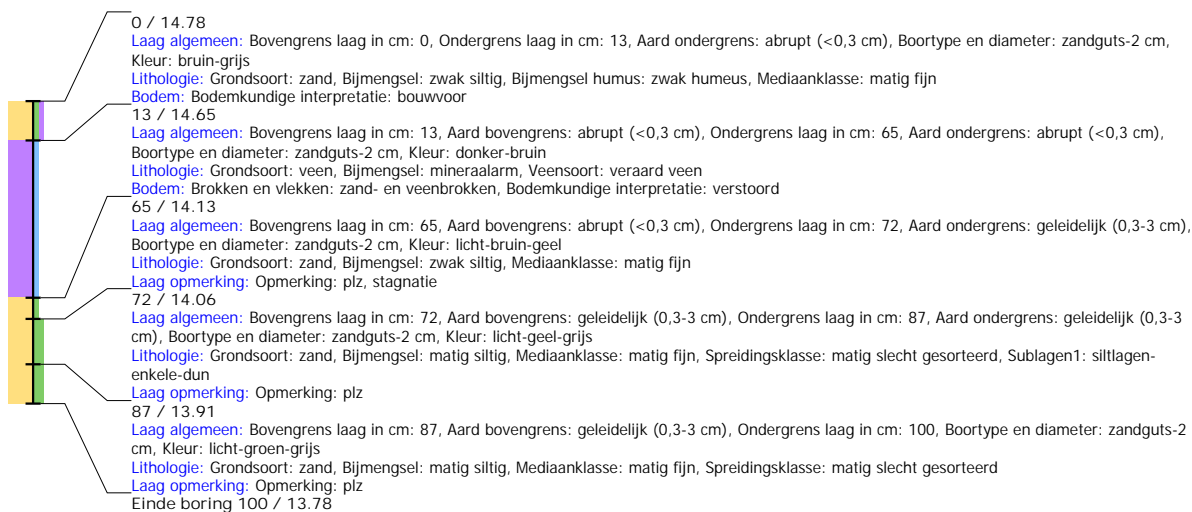 0 / 14.78
Laag algemeen: Bovengrens laag in cm: 0, Ondergrens laag in cm: 13, Aard ondergrens: abrupt (<0,3 cm), Boortype en diameter: zandguts-2 cm,
Kleur: bruin-grijs
Lithologie: Grondsoort: zand, Bijmengsel: zwak siltig, Bijmengsel humus: zwak humeus, Mediaanklasse: matig fijn
Bodem: Bodemkundige interpretatie: bouwvoor
13 / 14.65
Laag algemeen: Bovengrens laag in cm: 13, Aard bovengrens: abrupt (<0,3 cm), Ondergrens laag in cm: 65, Aard ondergrens: abrupt (<0,3 cm),
Boortype en diameter: zandguts-2 cm, Kleur: donker-bruin
Lithologie: Grondsoort: veen, Bijmengsel: mineraalarm, Veensoort: veraard veen
Bodem: Brokken en vlekken: zand- en veenbrokken, Bodemkundige interpretatie: verstoord
65 / 14.13
Laag algemeen: Bovengrens laag in cm: 65, Aard bovengrens: abrupt (<0,3 cm), Ondergrens laag in cm: 72, Aard ondergrens: geleidelijk (0,3-3 cm),
Boortype en diameter: zandguts-2 cm, Kleur: licht-bruin-geel
Lithologie: Grondsoort: zand, Bijmengsel: zwak siltig, Mediaanklasse: matig fijn
Laag opmerking: Opmerking: plz, stagnatie
72 / 14.06
Laag algemeen: Bovengrens laag in cm: 72, Aard bovengrens: geleidelijk (0,3-3 cm), Ondergrens laag in cm: 87, Aard ondergrens: geleidelijk (0,3-3
cm), Boortype en diameter: zandguts-2 cm, Kleur: licht-geel-grijs
Lithologie: Grondsoort: zand, Bijmengsel: matig siltig, Mediaanklasse: matig fijn, Spreidingsklasse: matig slecht gesorteerd, Sublagen1: siltlagen-
enkele-dun
Laag opmerking: Opmerking: plz
87 / 13.91
Laag algemeen: Bovengrens laag in cm: 87, Aard bovengrens: geleidelijk (0,3-3 cm), Ondergrens laag in cm: 100, Boortype en diameter: zandguts-2
cm, Kleur: licht-groen-grijs
Lithologie: Grondsoort: zand, Bijmengsel: matig siltig, Mediaanklasse: matig fijn, Spreidingsklasse: matig slecht gesorteerd
Laag opmerking: Opmerking: plz
Einde boring 100 / 13.78